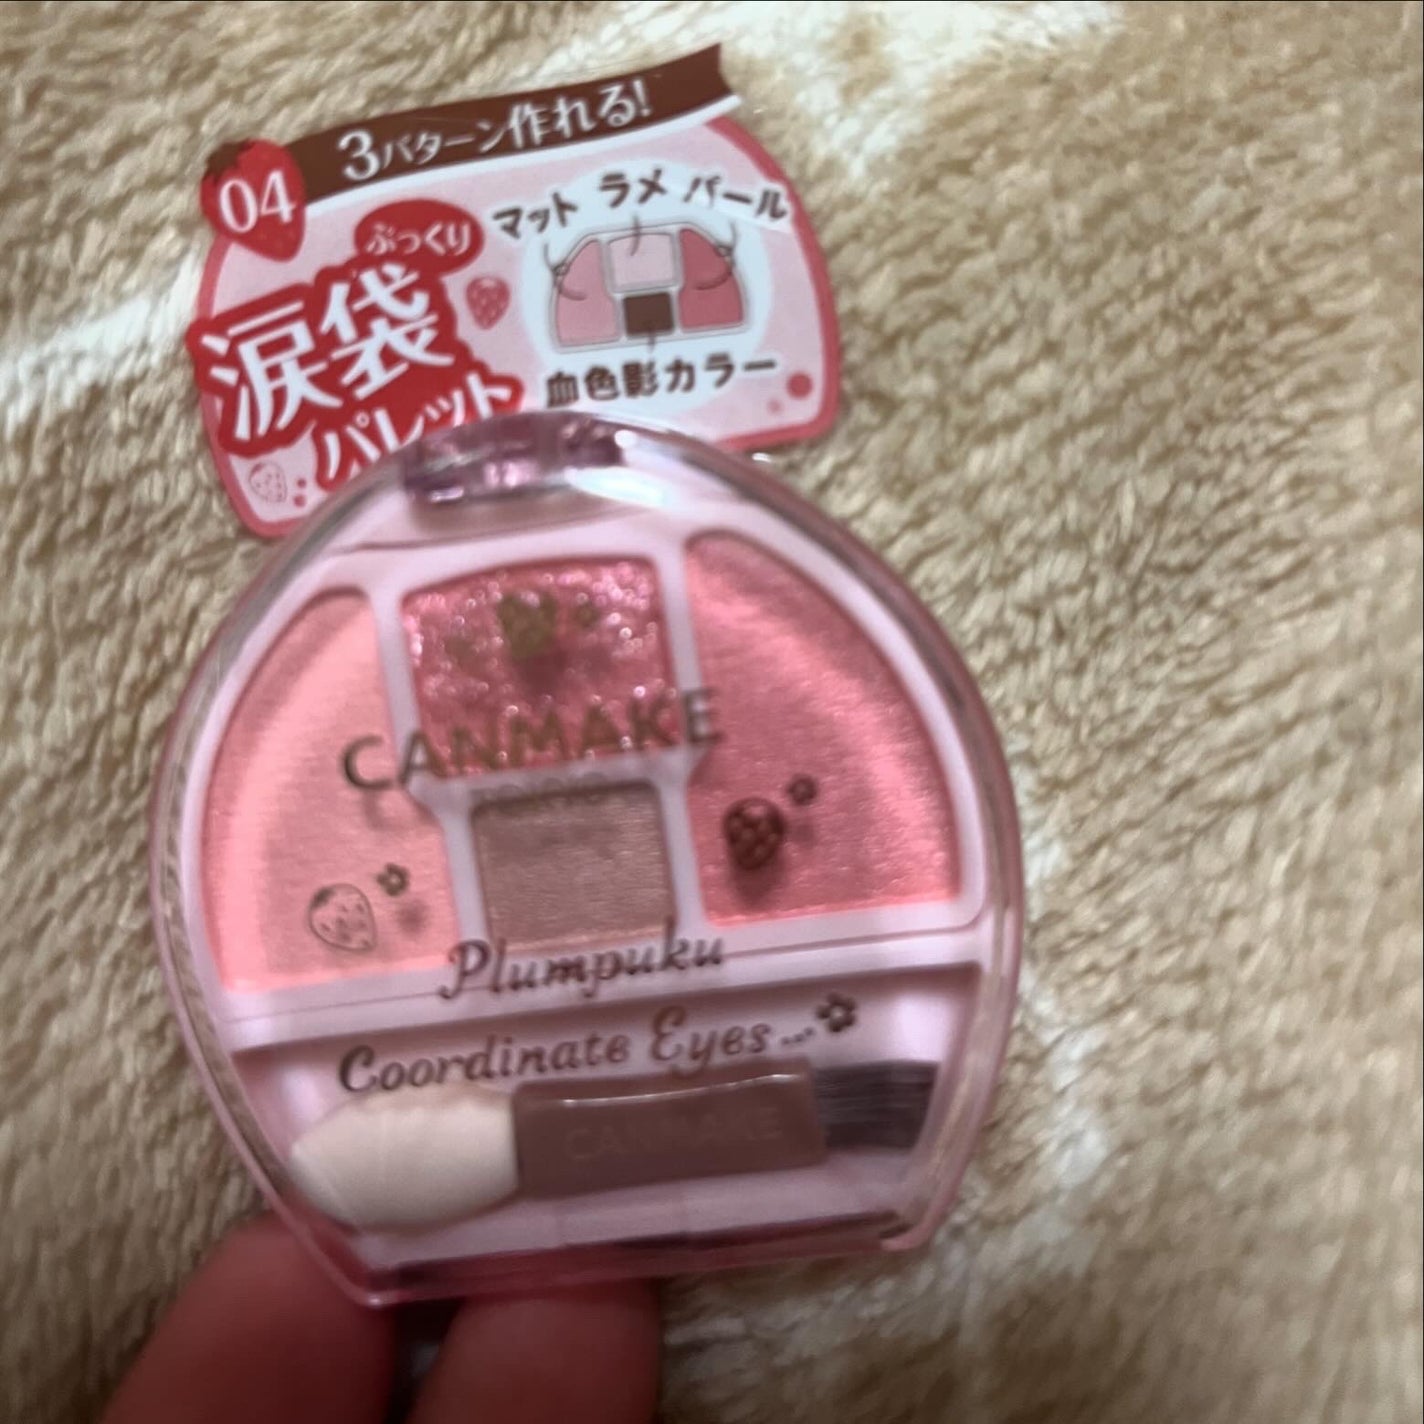 3パターン作れる!
04
ぷっくり
涙袋
パレット
マット ラメ パール
血色影カラー
CANMAKE
TOKYO
Plumpuku
Coordinate Eyes...
CANMAKE